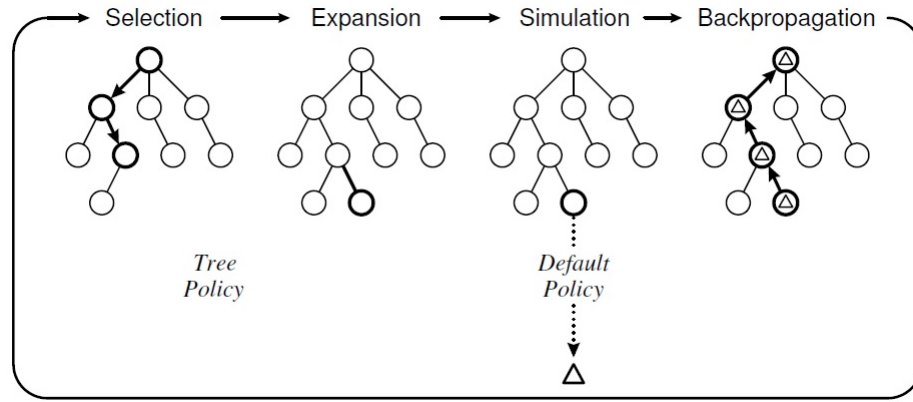 Selection Expansion Simulation Backpropagation
Tree
Policy
Default
Policy